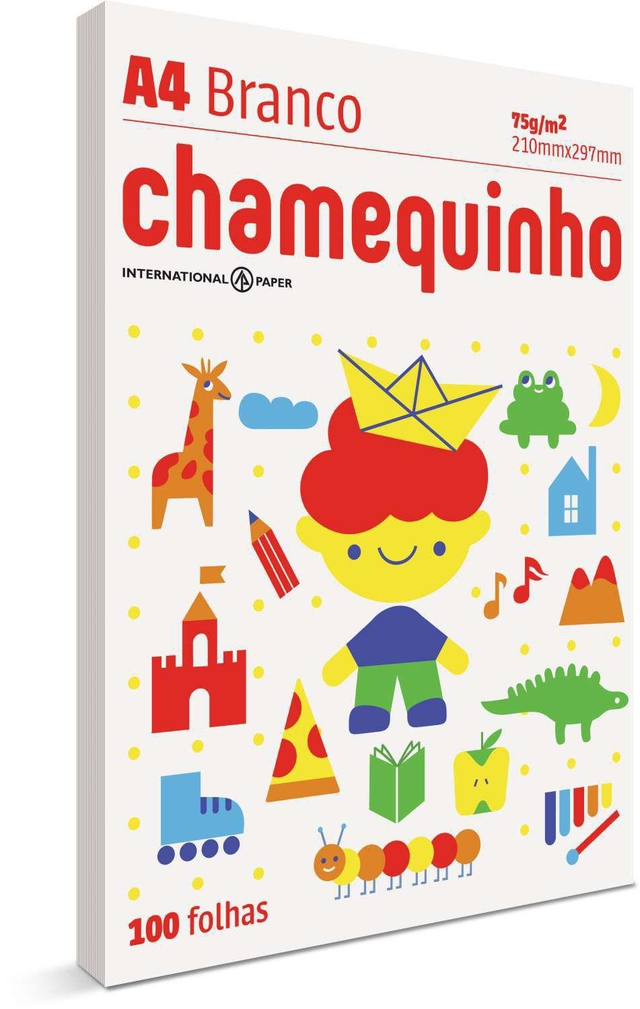 A4 Branco
75g/m2
210mmx297mm
chamequinho
INTERNATIONAL PAPER
100 folhas